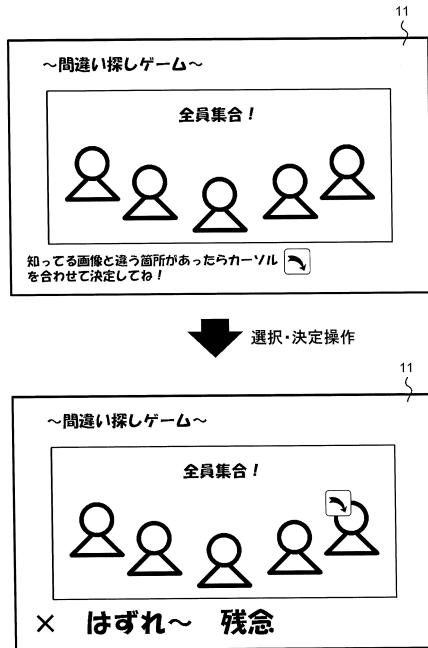 11
～間違い探しゲーム～
全員集合！
知ってる画像と違う箇所があったらカーソル
を合わせて決定してね！
選択・決定操作
11
～間違い探しゲーム～
全員集合！
× はずれ～ 残念